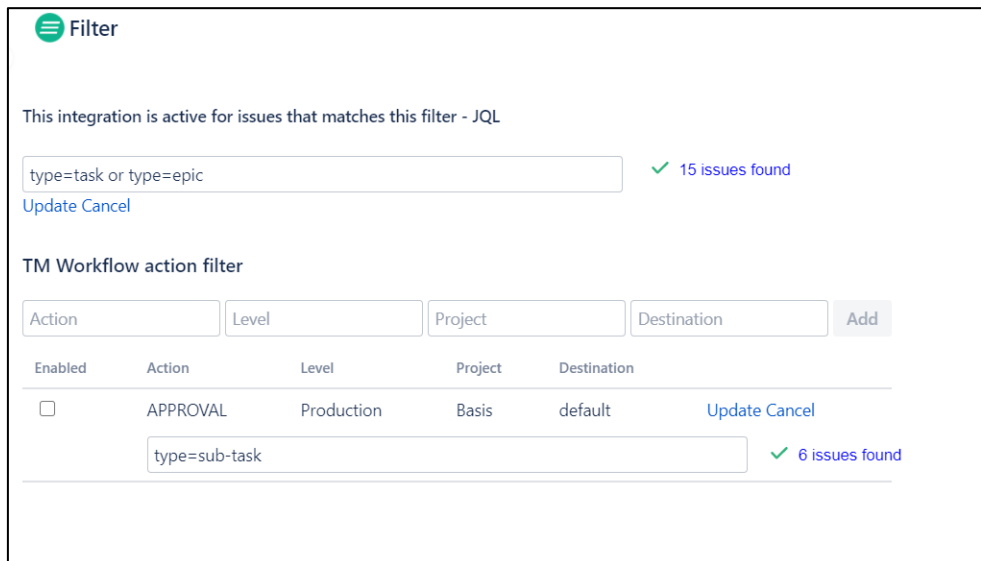 Filter
This integration is active for issues that matches this filter - JQL
type=task or type=epic 15 issues found
Update Cancel
TM Workflow action filter
Action Level Project Destination Add
Enabled Action Level Project Destination
APPROVAL Production Basis default Update Cancel
type=sub-task 6 issues found